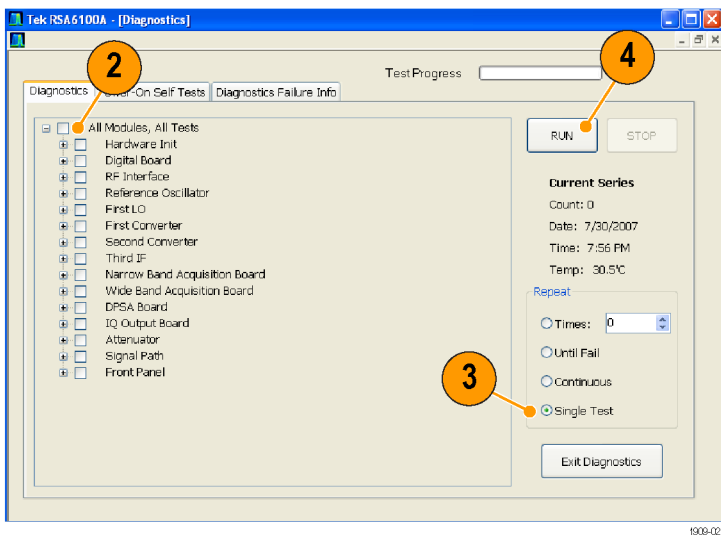 Tek RSA6100A - [Diagnostics]
2
4
Test Progress
Diagnostics
-On Self Tests
Diagnostics Failure Info
All Modules, All Tests
Hardware Init
Digital Board
RF Interface
Reference Oscillator
First LO
First Converter
Second Converter
Third IF
Narrow Band Acquisition Board
Wide Band Acquisition Board
DPSA Board
IQ Output Board
Attenuator
Signal Path
Front Panel
RUN
STOP
Current Series
Count: 0
Date: 7/30/2007
Time: 7:56 PM
Temp: 30.5°C
Repeat
Times: 0
Until Fail
Continuous
3
Single Test
Exit Diagnostics
1909-02